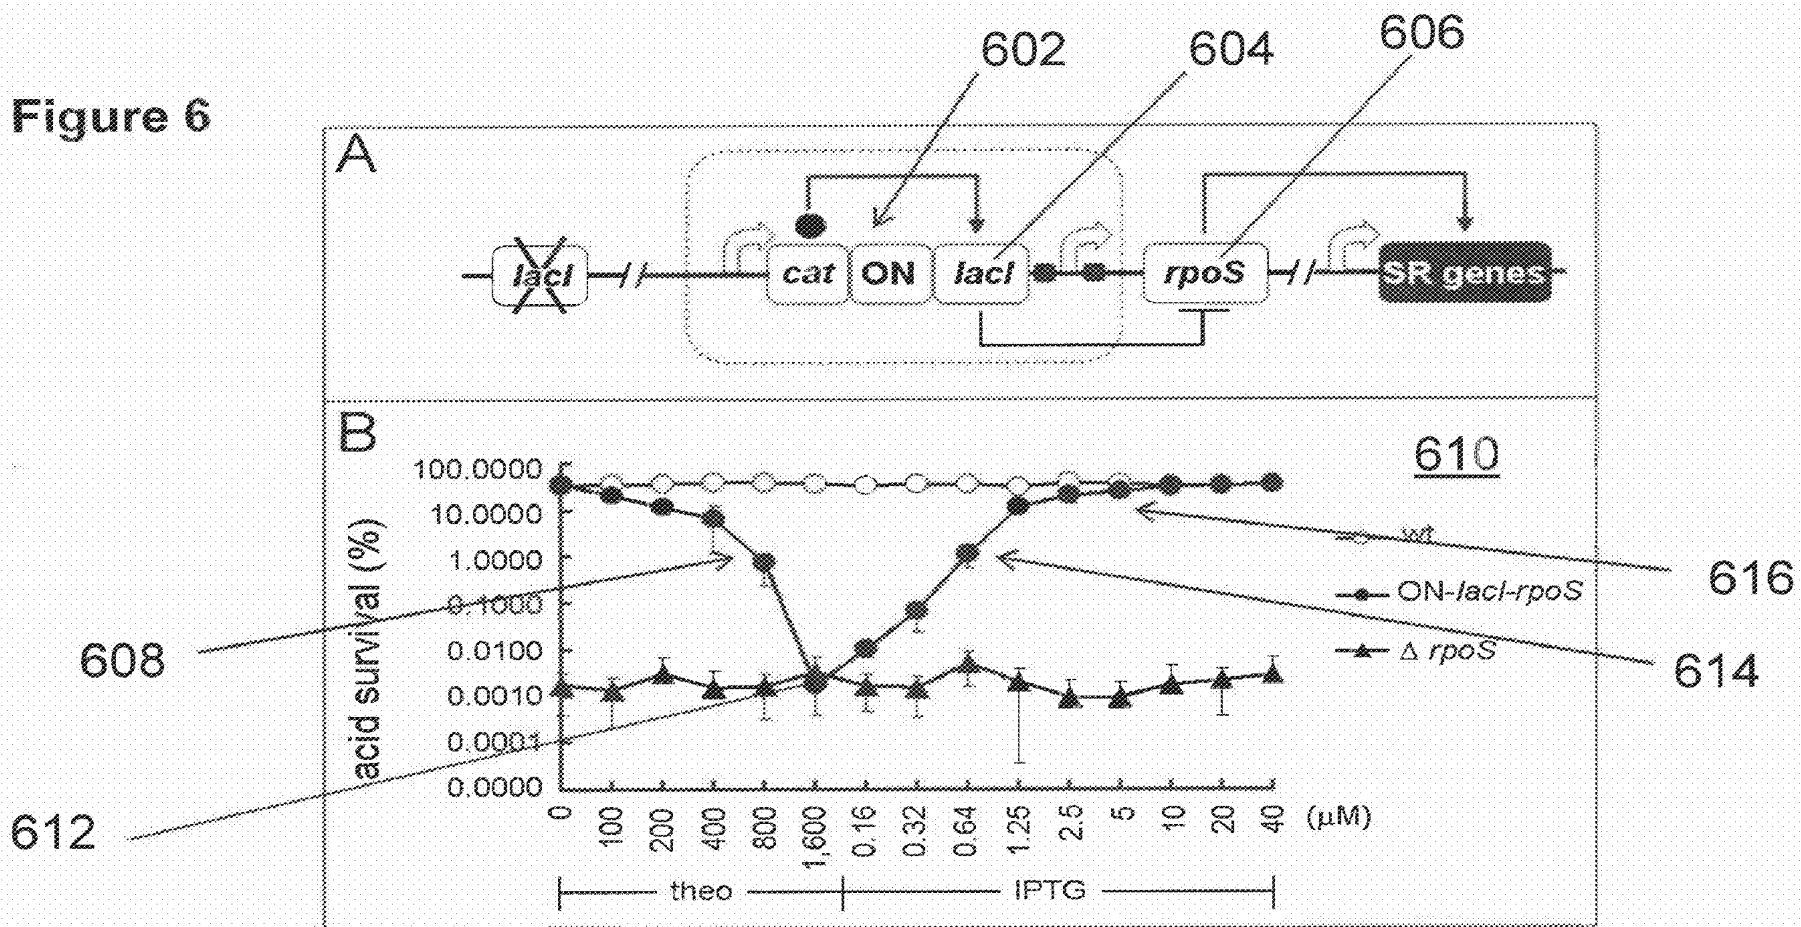 602
604
606
Figure 6
A
lacI
cat
ON
lacI
rpoS
SR genes
B
610
100.0000
10.0000
1.0000
0.1000
0.0100
0.0010
0.0001
0.0000
acid survival (%)
wt
ON-lacI-rpoS
Δ rpoS
616
614
608
612
0 100 200 400 800 1,600 0.16 0.32 0.64 1.25 2.5 5 10 20 40 (μM)
theo IPTG